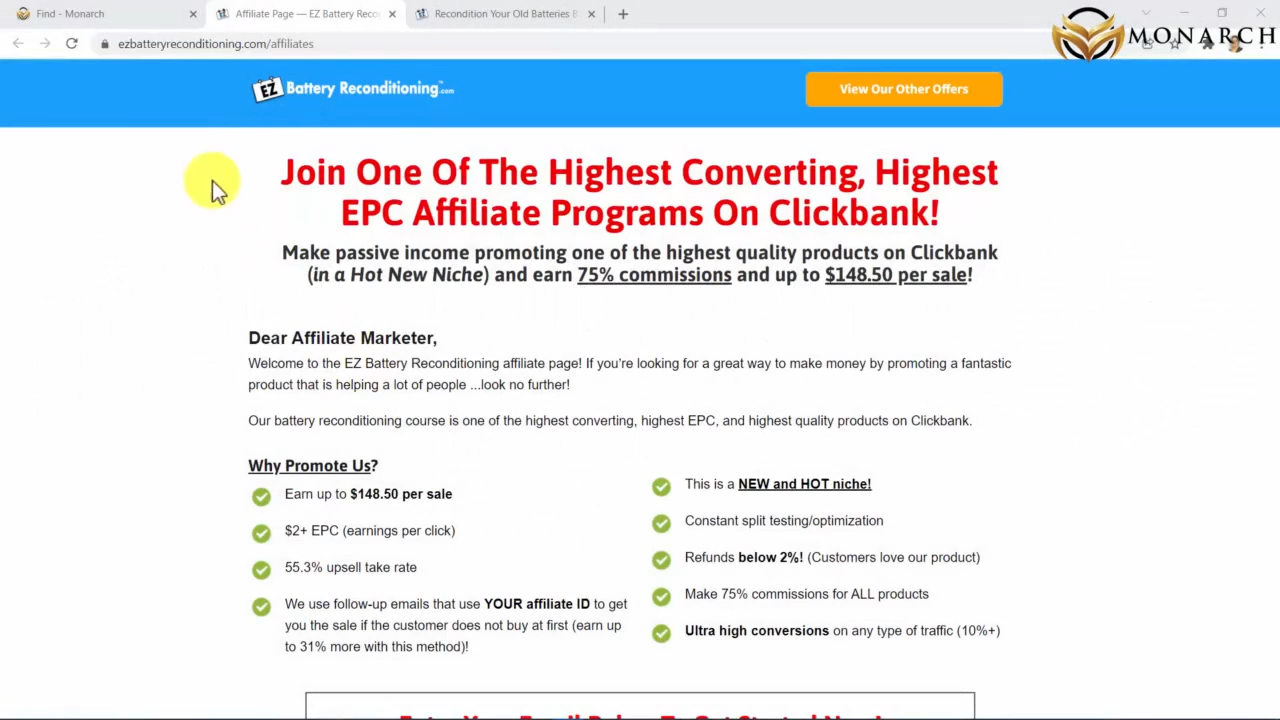 Find - Monarch
Affiliate Page — EZ Battery Reco
Recondition Your Old Batteries B
ezbatteryreconditioning.com/affiliates
MONARCH
EZ Battery Reconditioning™.com
View Our Other Offers
Join One Of The Highest Converting, Highest
EPC Affiliate Programs On Clickbank!
Make passive income promoting one of the highest quality products on Clickbank
(in a Hot New Niche) and earn 75% commissions and up to $148.50 per sale!
Dear Affiliate Marketer,
Welcome to the EZ Battery Reconditioning affiliate page! If you're looking for a great way to make money by promoting a fantastic
product that is helping a lot of people ...look no further!
Our battery reconditioning course is one of the highest converting, highest EPC, and highest quality products on Clickbank.
Why Promote Us?
Earn up to $148.50 per sale
$2+ EPC (earnings per click)
55.3% upsell take rate
We use follow-up emails that use YOUR affiliate ID to get
you the sale if the customer does not buy at first (earn up
to 31% more with this method)!
This is a NEW and HOT niche!
Constant split testing/optimization
Refunds below 2%! (Customers love our product)
Make 75% commissions for ALL products
Ultra high conversions on any type of traffic (10%+)